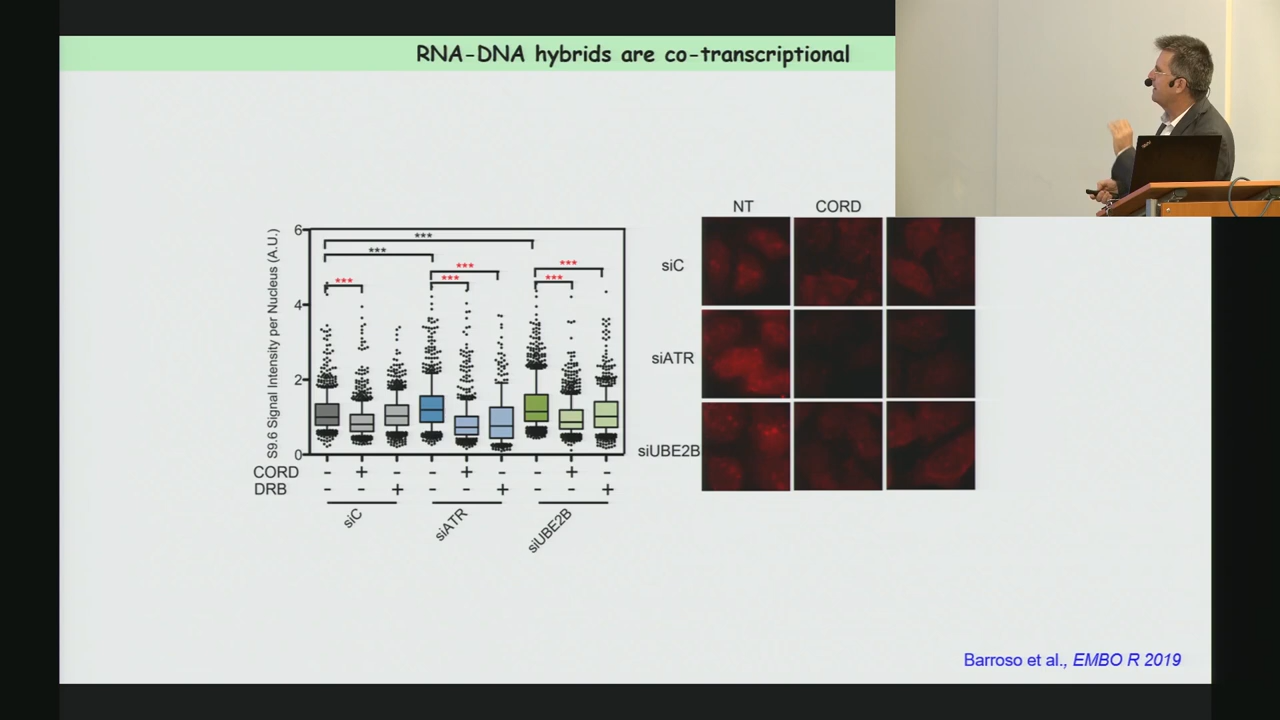 RNA-DNA hybrids are co-transcriptional
S9.6 Signal Intensity per Nucleus (A.U.)
6
4
2
0
*** 
***
***
***
***
***
***
CORD - + - - + - - + -
DRB - - + - - + - - +
siC
siATR
siUBE2B
NT CORD
siC
siATR
siUBE2B
Barroso et al., EMBO R 2019